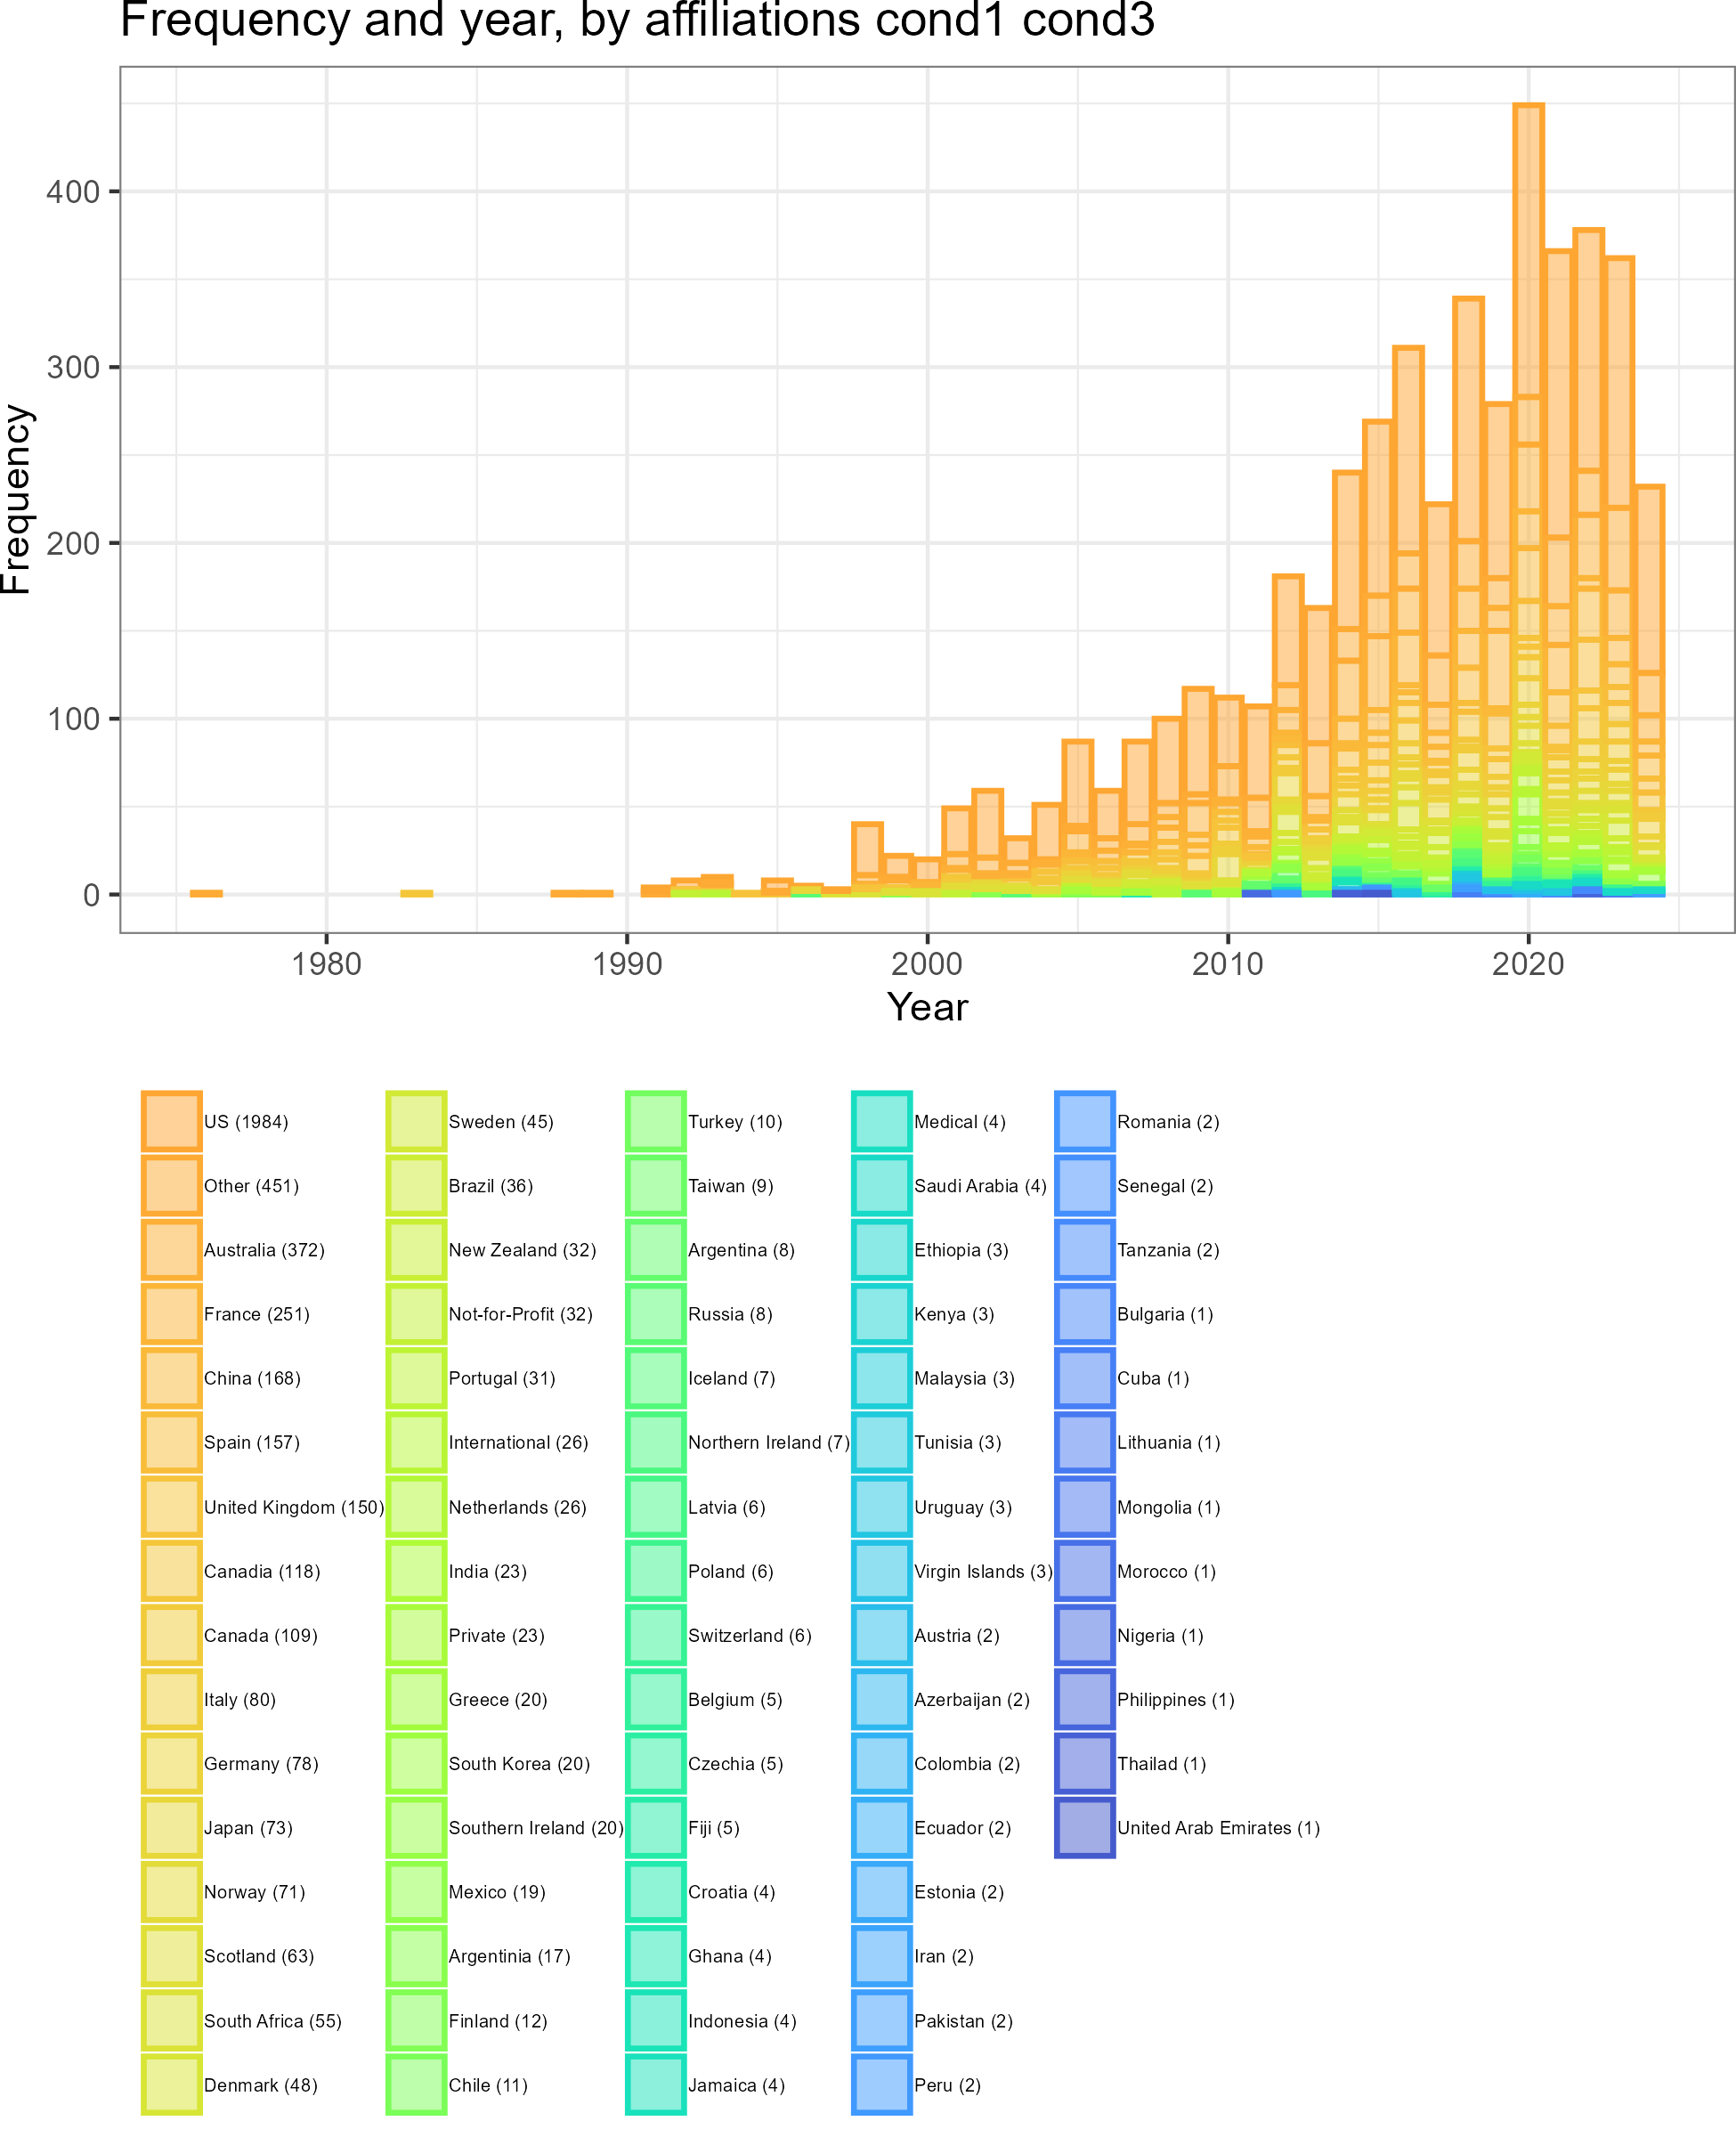 Frequency and year, by affiliations cond1 cond3
400
300
200
100
0
Frequency
1980 1990 2000 2010 2020
Year
US (1984)
Other (451)
Australia (372)
France (251)
China (168)
Spain (157)
United Kingdom (150)
Canadia (118)
Canada (109)
Italy (80)
Germany (78)
Japan (73)
Norway (71)
Scotland (63)
South Africa (55)
Denmark (48)
Sweden (45)
Brazil (36)
New Zealand (32)
Not-for-Profit (32)
Portugal (31)
International (26)
Netherlands (26)
India (23)
Private (23)
Greece (20)
South Korea (20)
Southern Ireland (20)
Mexico (19)
Argentinia (17)
Finland (12)
Chile (11)
Turkey (10)
Taiwan (9)
Argentina (8)
Russia (8)
Iceland (7)
Northern Ireland (7)
Latvia (6)
Poland (6)
Switzerland (6)
Belgium (5)
Czechia (5)
Fiji (5)
Croatia (4)
Ghana (4)
Indonesia (4)
Jamaica (4)
Medical (4)
Saudi Arabia (4)
Ethiopia (3)
Kenya (3)
Malaysia (3)
Tunisia (3)
Uruguay (3)
Virgin Islands (3)
Austria (2)
Azerbaijan (2)
Colombia (2)
Ecuador (2)
Estonia (2)
Iran (2)
Pakistan (2)
Peru (2)
Romania (2)
Senegal (2)
Tanzania (2)
Bulgaria (1)
Cuba (1)
Lithuania (1)
Mongolia (1)
Morocco (1)
Nigeria (1)
Philippines (1)
Thailad (1)
United Arab Emirates (1)